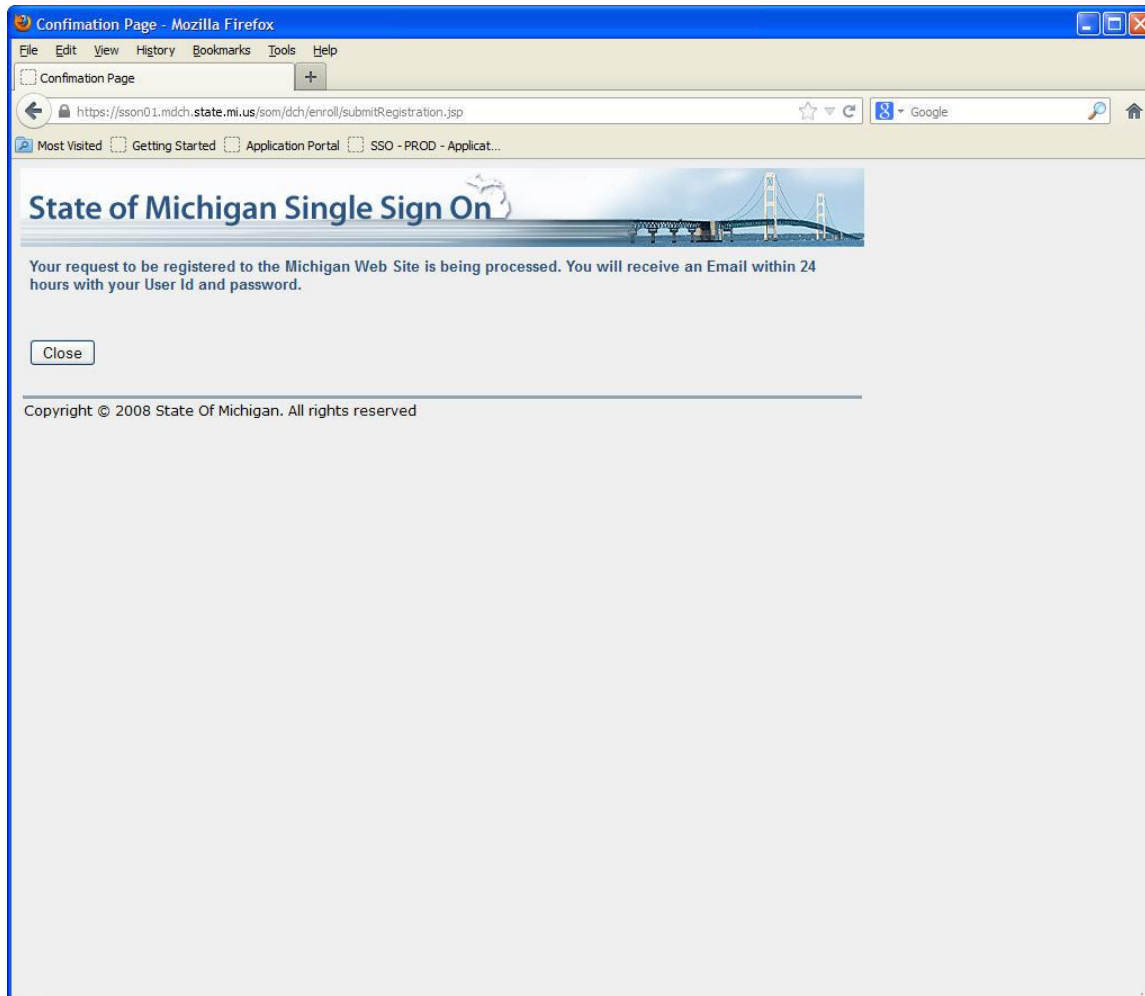 Confimation Page - Mozilla Firefox
File Edit View History Bookmarks Tools Help
Confimation Page +
https://sson01.mdch.state.mi.us/som/dch/enroll/submitRegistration.jsp 8 Google
Most Visited Getting Started Application Portal SSO - PROD - Applicat...
State of Michigan Single Sign On
Your request to be registered to the Michigan Web Site is being processed. You will receive an Email within 24
hours with your User Id and password.
Close
Copyright © 2008 State Of Michigan. All rights reserved